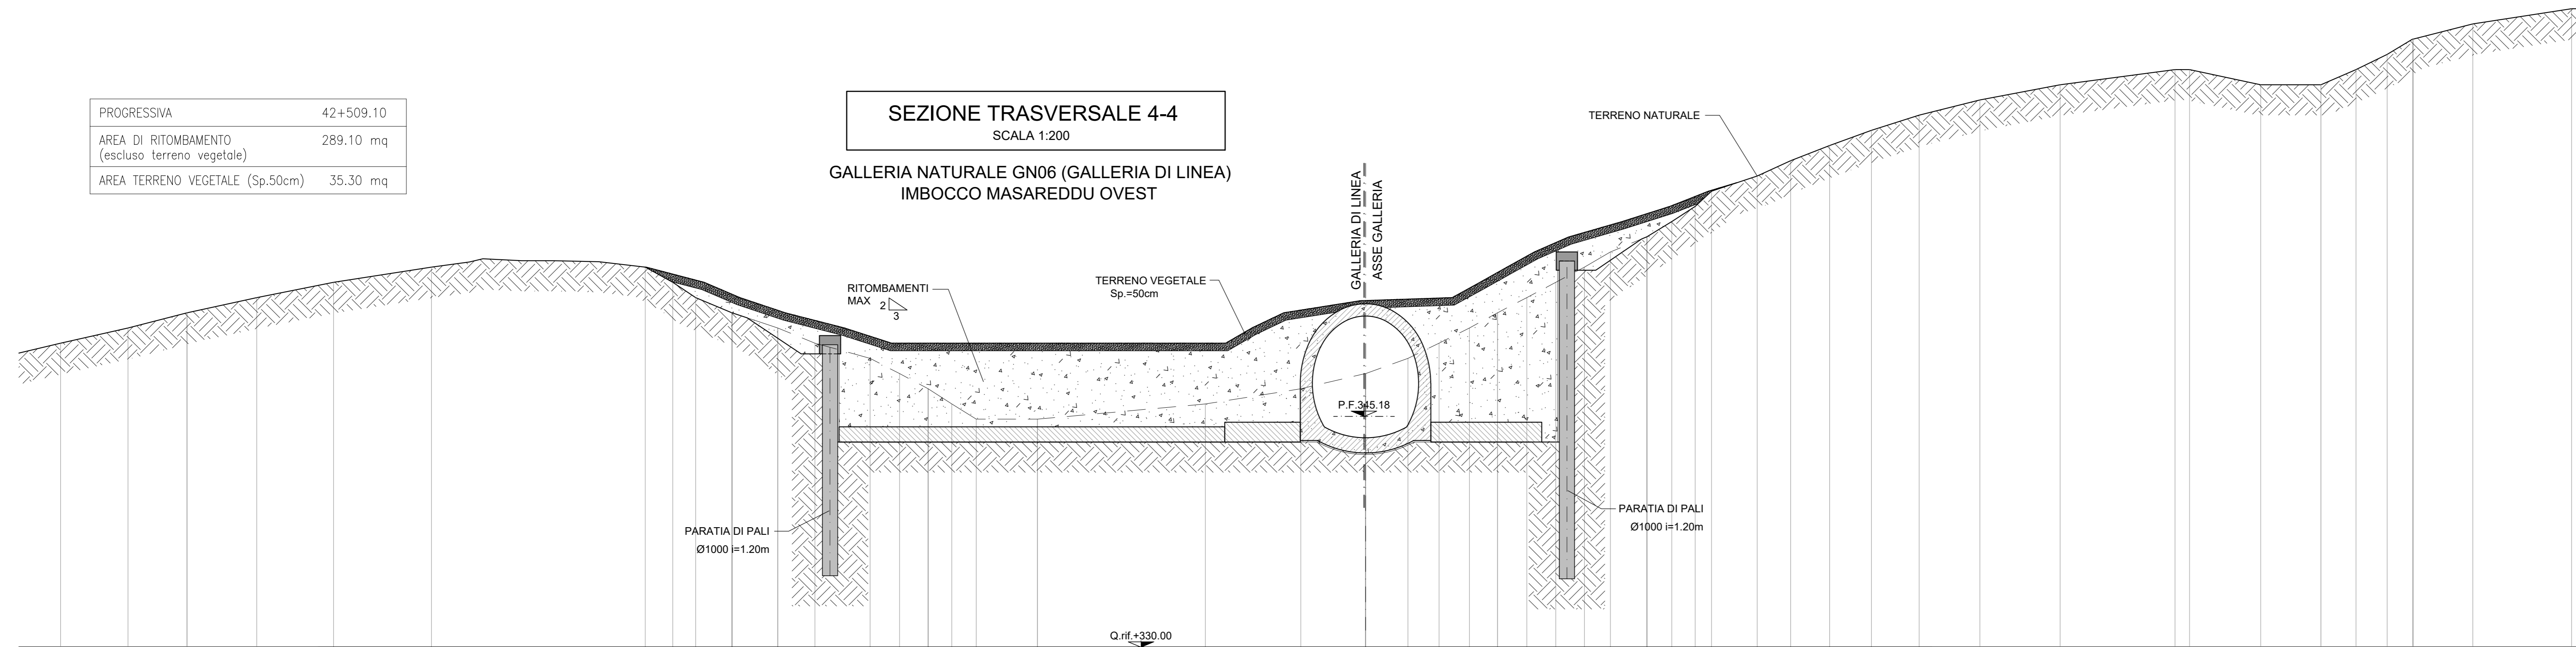 PROGRESSIVA 42+509.10
AREA DI RITOMBAMENTO 289.10 mq
(escluso terreno vegetale)
AREA TERRENO VEGETALE (Sp.50cm) 35.30 mq
SEZIONE TRASVERSALE 4-4
SCALA 1:200
GALLERIA NATURALE GN06 (GALLERIA DI LINEA)
IMBOCCO MASAREDDU OVEST
TERRENO NATURALE
GALLERIA DI LINEA
ASSE GALLERIA
RITOMBAMENTI
MAX 2
3
TERRENO VEGETALE
Sp.=50cm
P.F.345.18
PARATIA DI PALI
Ø1000 i=1.20m
PARATIA DI PALI
Ø1000 i=1.20m
Q.rif.+330.00